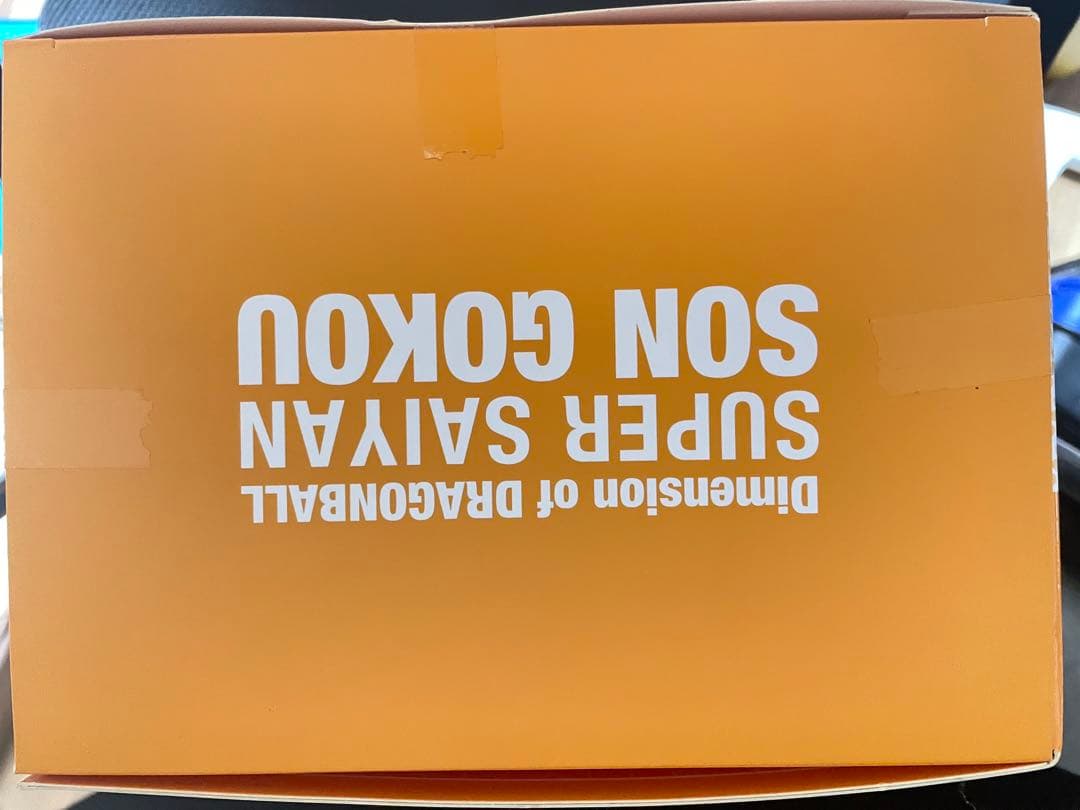 Dimension of DRAGONBALL
SUPER SAIYAN
SON GOKOU